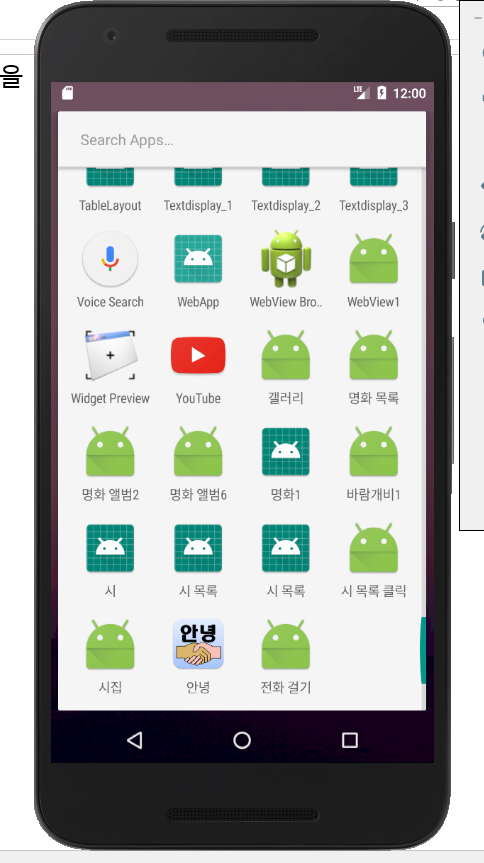 을
LTE 12:00
Search Apps...
TableLayout Textdisplay_1 Textdisplay_2 Textdisplay_3
Voice Search WebApp WebView Bro.. WebView1
Widget Preview YouTube 갤러리 명화 목록
명화 앨범2 명화 앨범6 명화1 바람개비1
시 시 목록 시 목록 시 목록 클릭
안녕
시집 안녕 전화 걸기